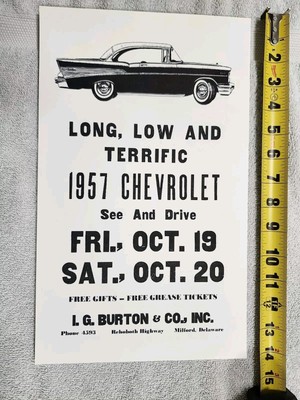 LONG, LOW AND
TERRIFIC
1957 CHEVROLET
See And Drive
FRI., OCT. 19
SAT., OCT. 20
FREE GIFTS — FREE GREASE TICKETS
I. G. BURTON & CO., INC.
Phone 4593 Rehoboth Highway Milford, Delaware
2
3
4
5
6
7
8
9
10
11
12
13
14
15